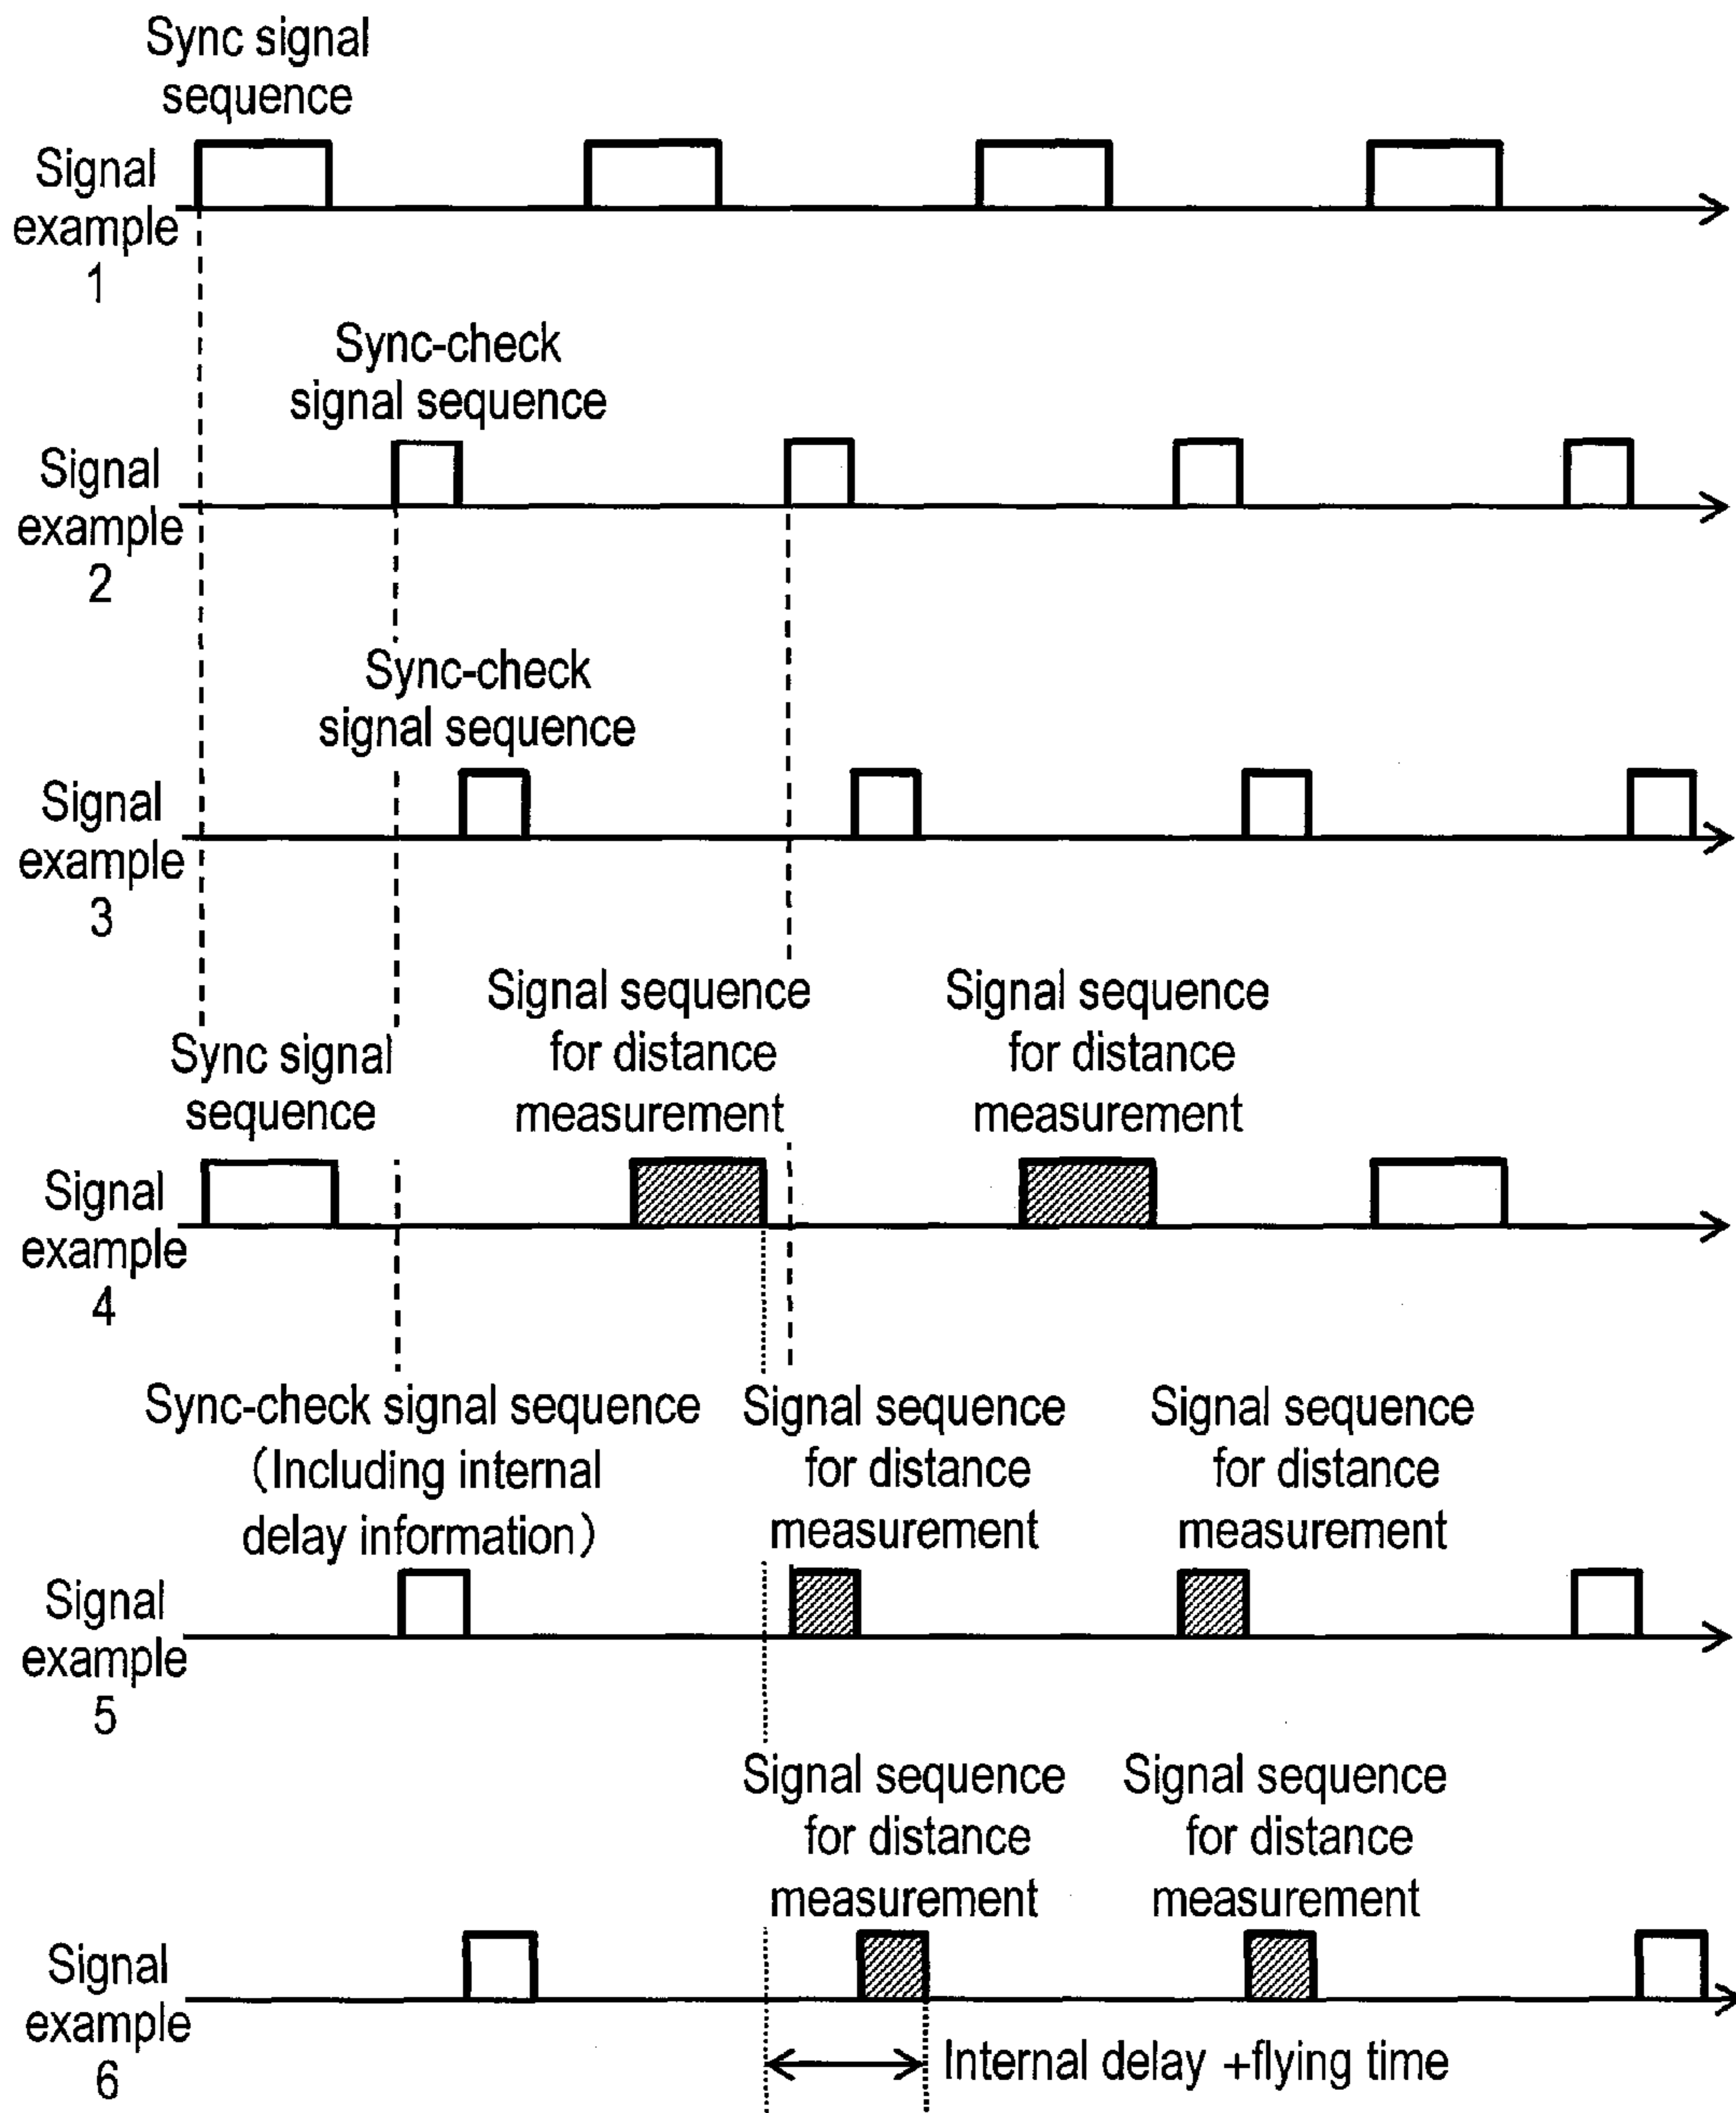 Sync signal
sequence
Signal
example
1
Sync-check
signal sequence
Signal
example
2
Sync-check
signal sequence
Signal
example
3
Signal sequence
for distance
measurement
Signal sequence
for distance
measurement
Sync signal
sequence
Signal
example
4
Sync-check signal sequence
(Including internal
delay information)
Signal sequence
for distance
measurement
Signal sequence
for distance
measurement
Signal
example
5
Signal sequence
for distance
measurement
Signal sequence
for distance
measurement
Signal
example
6
Internal delay +flying time